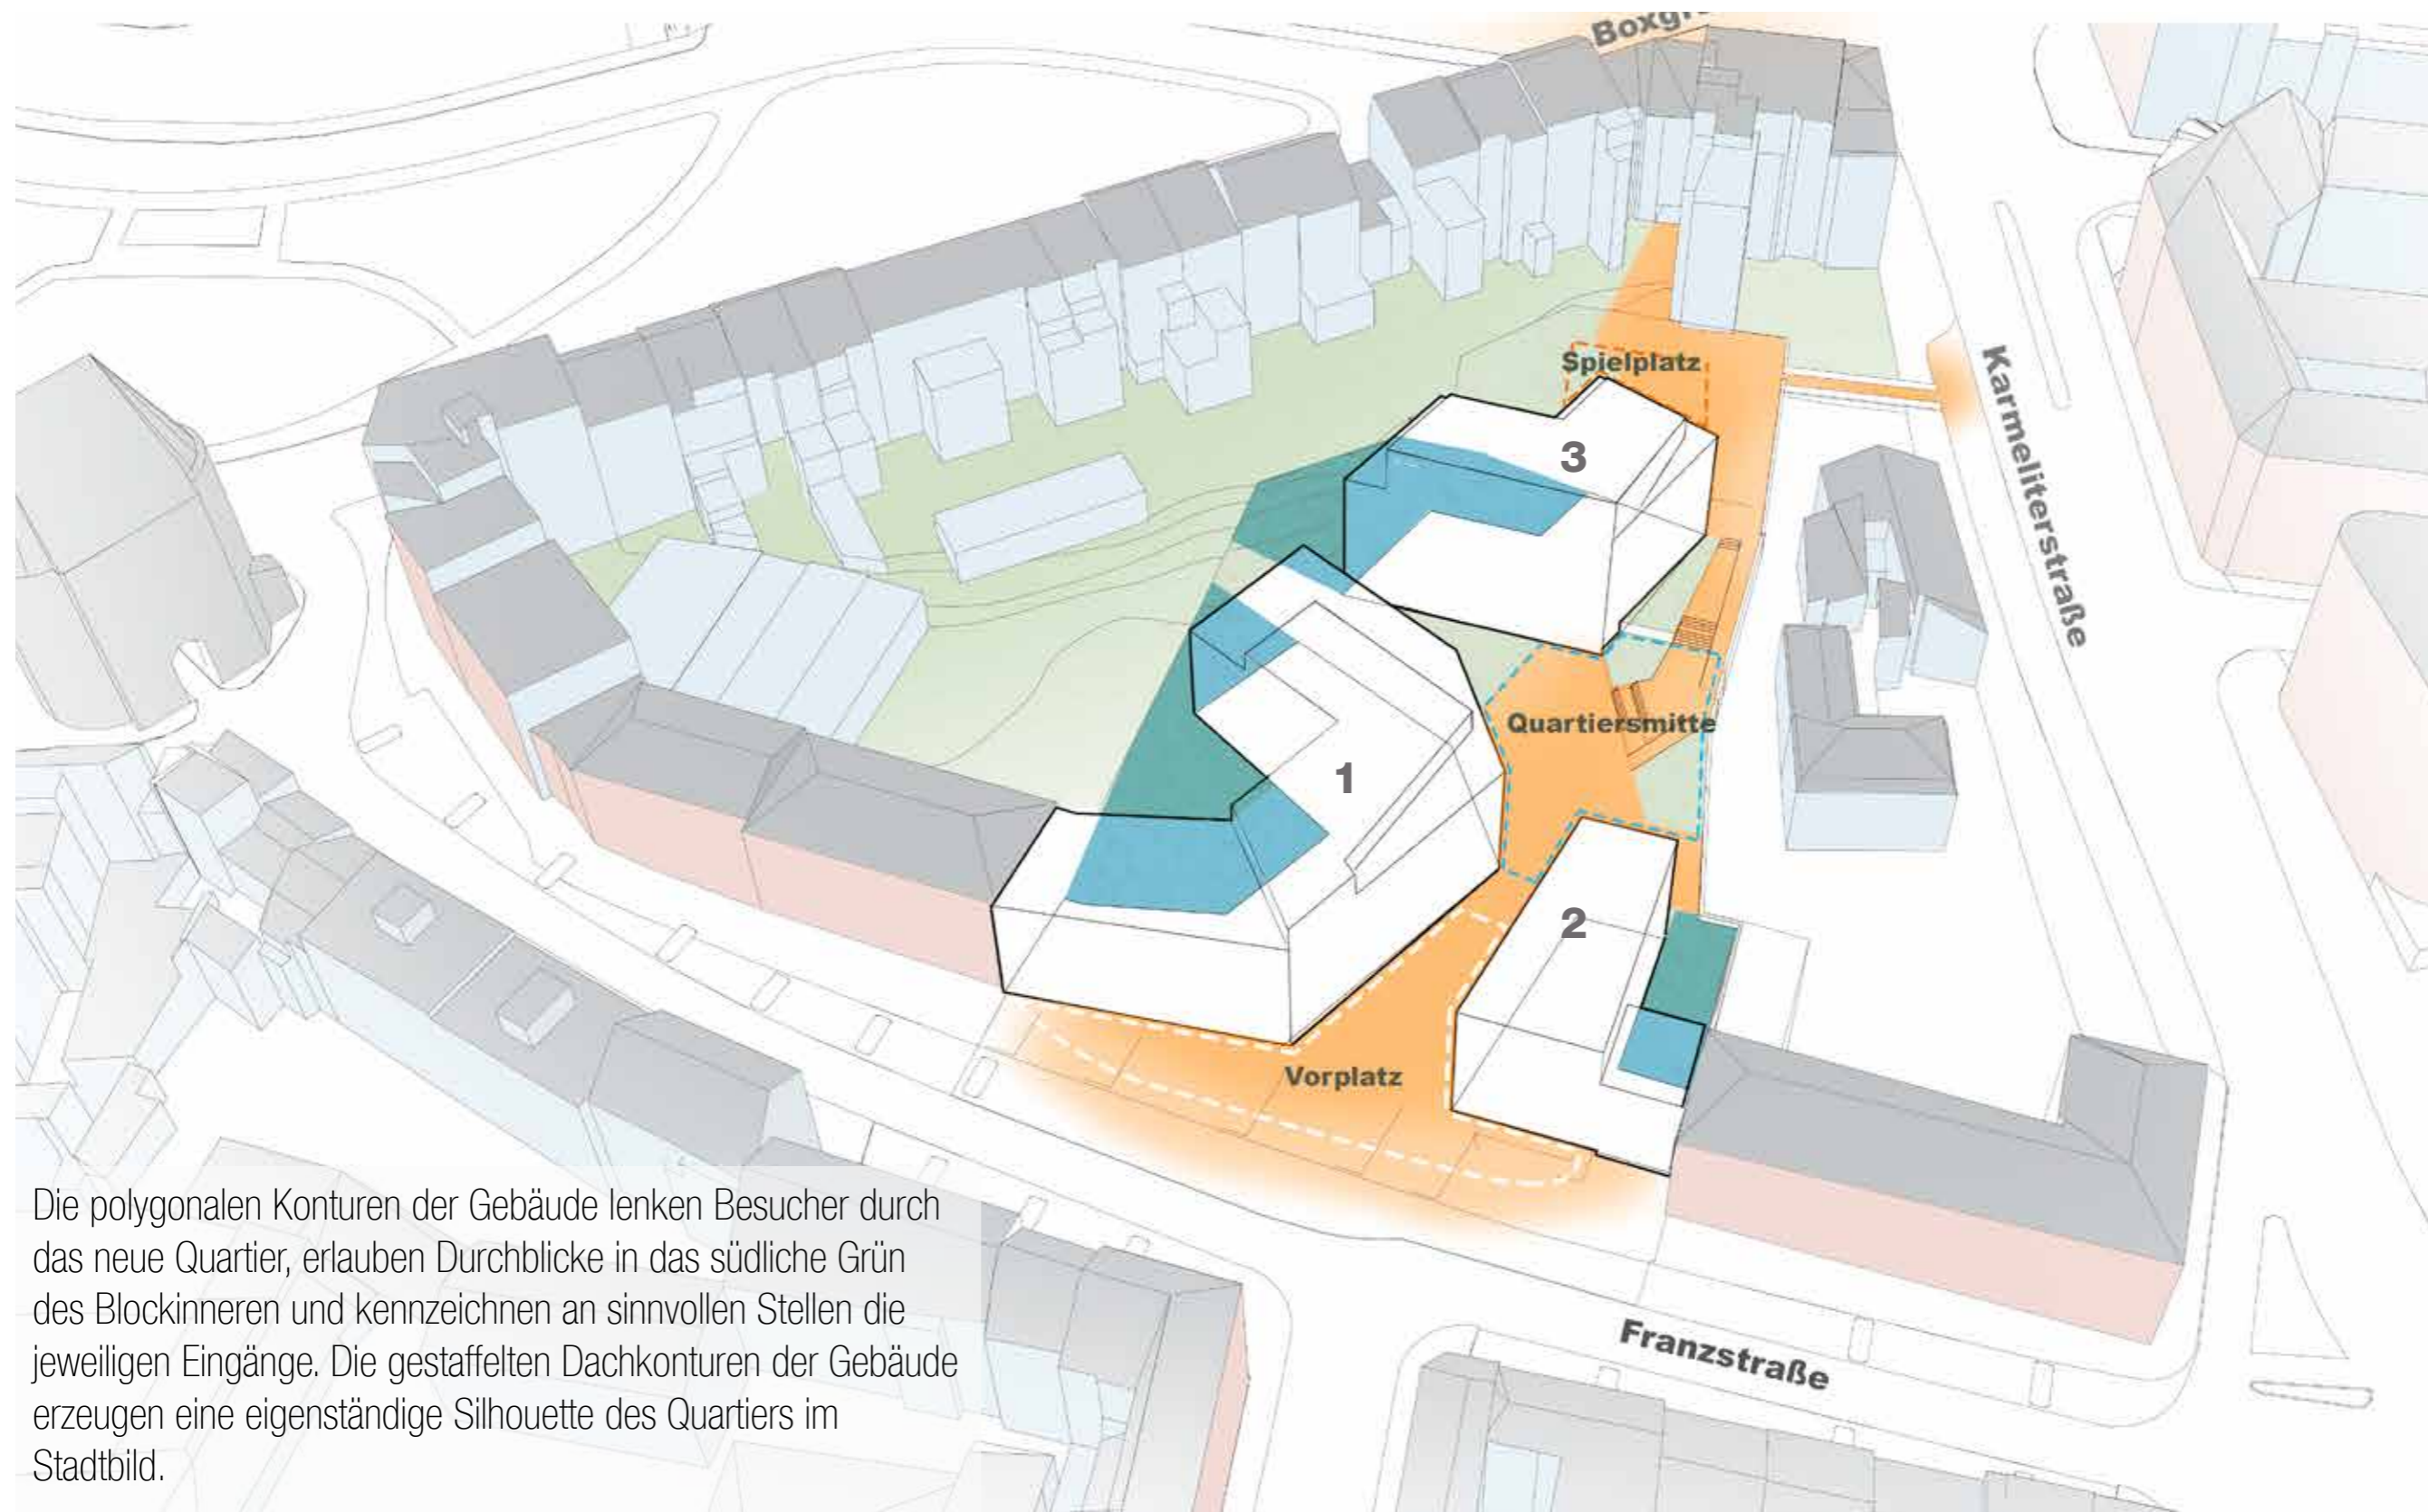 Spielplatz
3
Karmeliterstraße
Quartiersmitte
1
2
Vorplatz
Die polygonalen Konturen der Gebäude lenken Besucher durch
das neue Quartier, erlauben Durchblicke in das südliche Grün
des Blockinneren und kennzeichnen an sinnvollen Stellen die
jeweiligen Eingänge. Die gestaffelten Dachkonturen der Gebäude
erzeugen eine eigenständige Silhouette des Quartiers im
Stadtbild.
Franzstraße